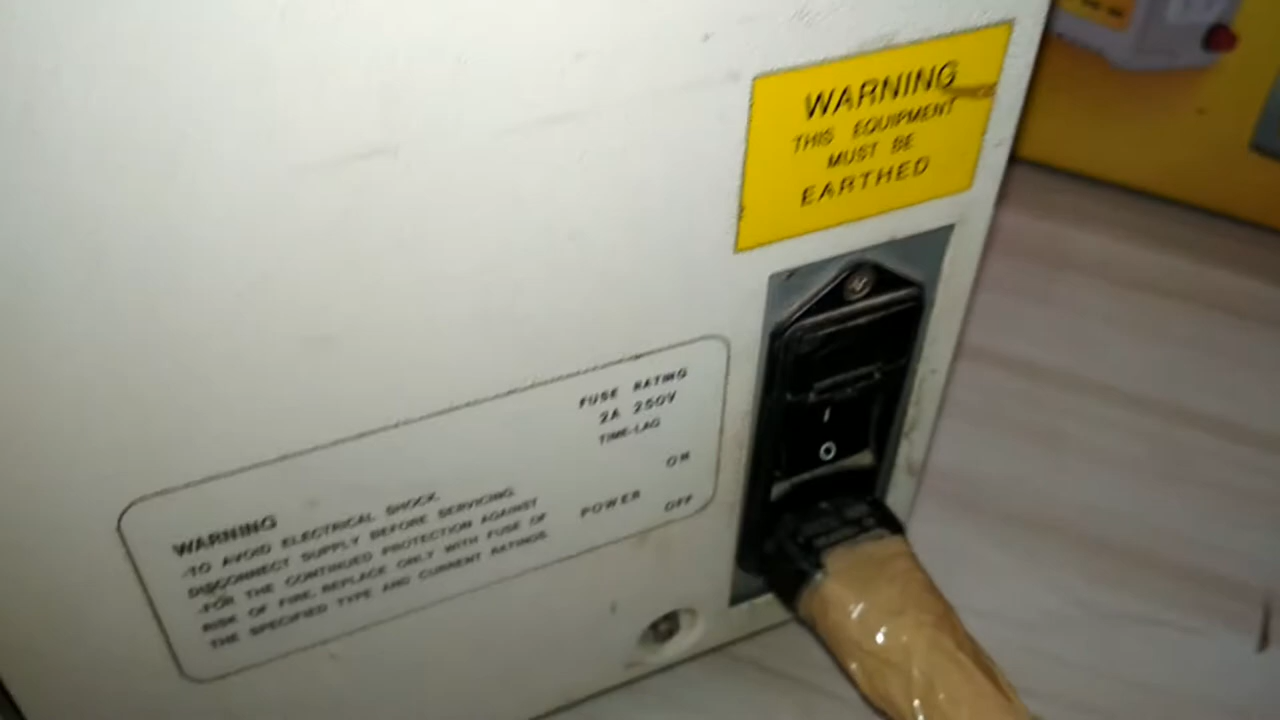 WARNING
THIS EQUIPMENT
MUST BE
EARTHED
I
O
FUSE RATING
2A 250V
TIME-LAG
ON
POWER
OFF
WARNING
-TO AVOID ELECTRICAL SHOCK,
DISCONNECT SUPPLY BEFORE SERVICING.
-FOR THE CONTINUED PROTECTION AGAINST
RISK OF FIRE, REPLACE ONLY WITH FUSE OF
THE SPECIFIED TYPE AND CURRENT RATINGS.